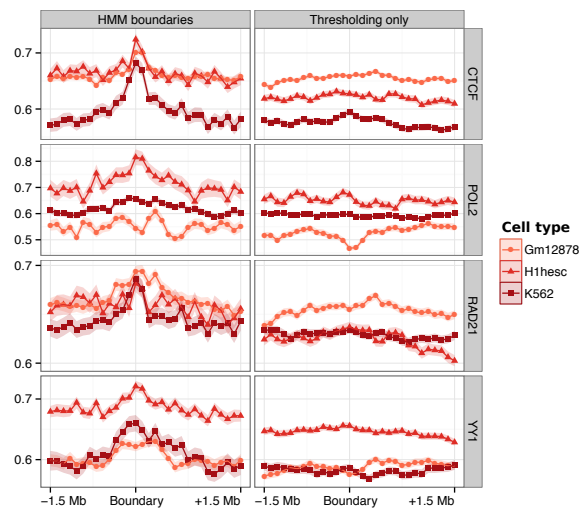 HMM boundaries
Thresholding only
0.7
0.6
CTCF
0.8
0.7
0.6
0.5
POL2
0.7
0.6
RAD21
0.7
0.6
YY1
−1.5 Mb
Boundary
+1.5 Mb
−1.5 Mb
Boundary
+1.5 Mb
Cell type
Gm12878
H1hesc
K562